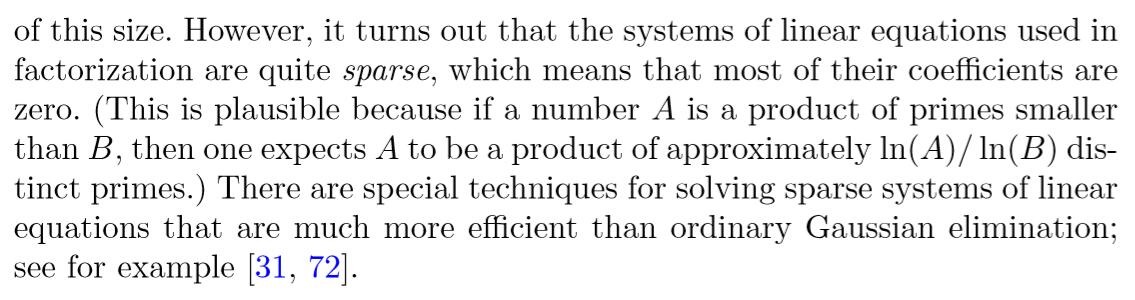 of this size. However, it turns out that the systems of linear equations used in
factorization are quite sparse, which means that most of their coefficients are
zero. (This is plausible because if a number A is a product of primes smaller
than B, then one expects A to be a product of approximately ln(A)/ ln(B) dis-
tinct primes.) There are special techniques for solving sparse systems of linear
equations that are much more efficient than ordinary Gaussian elimination;
see for example [31, 72].